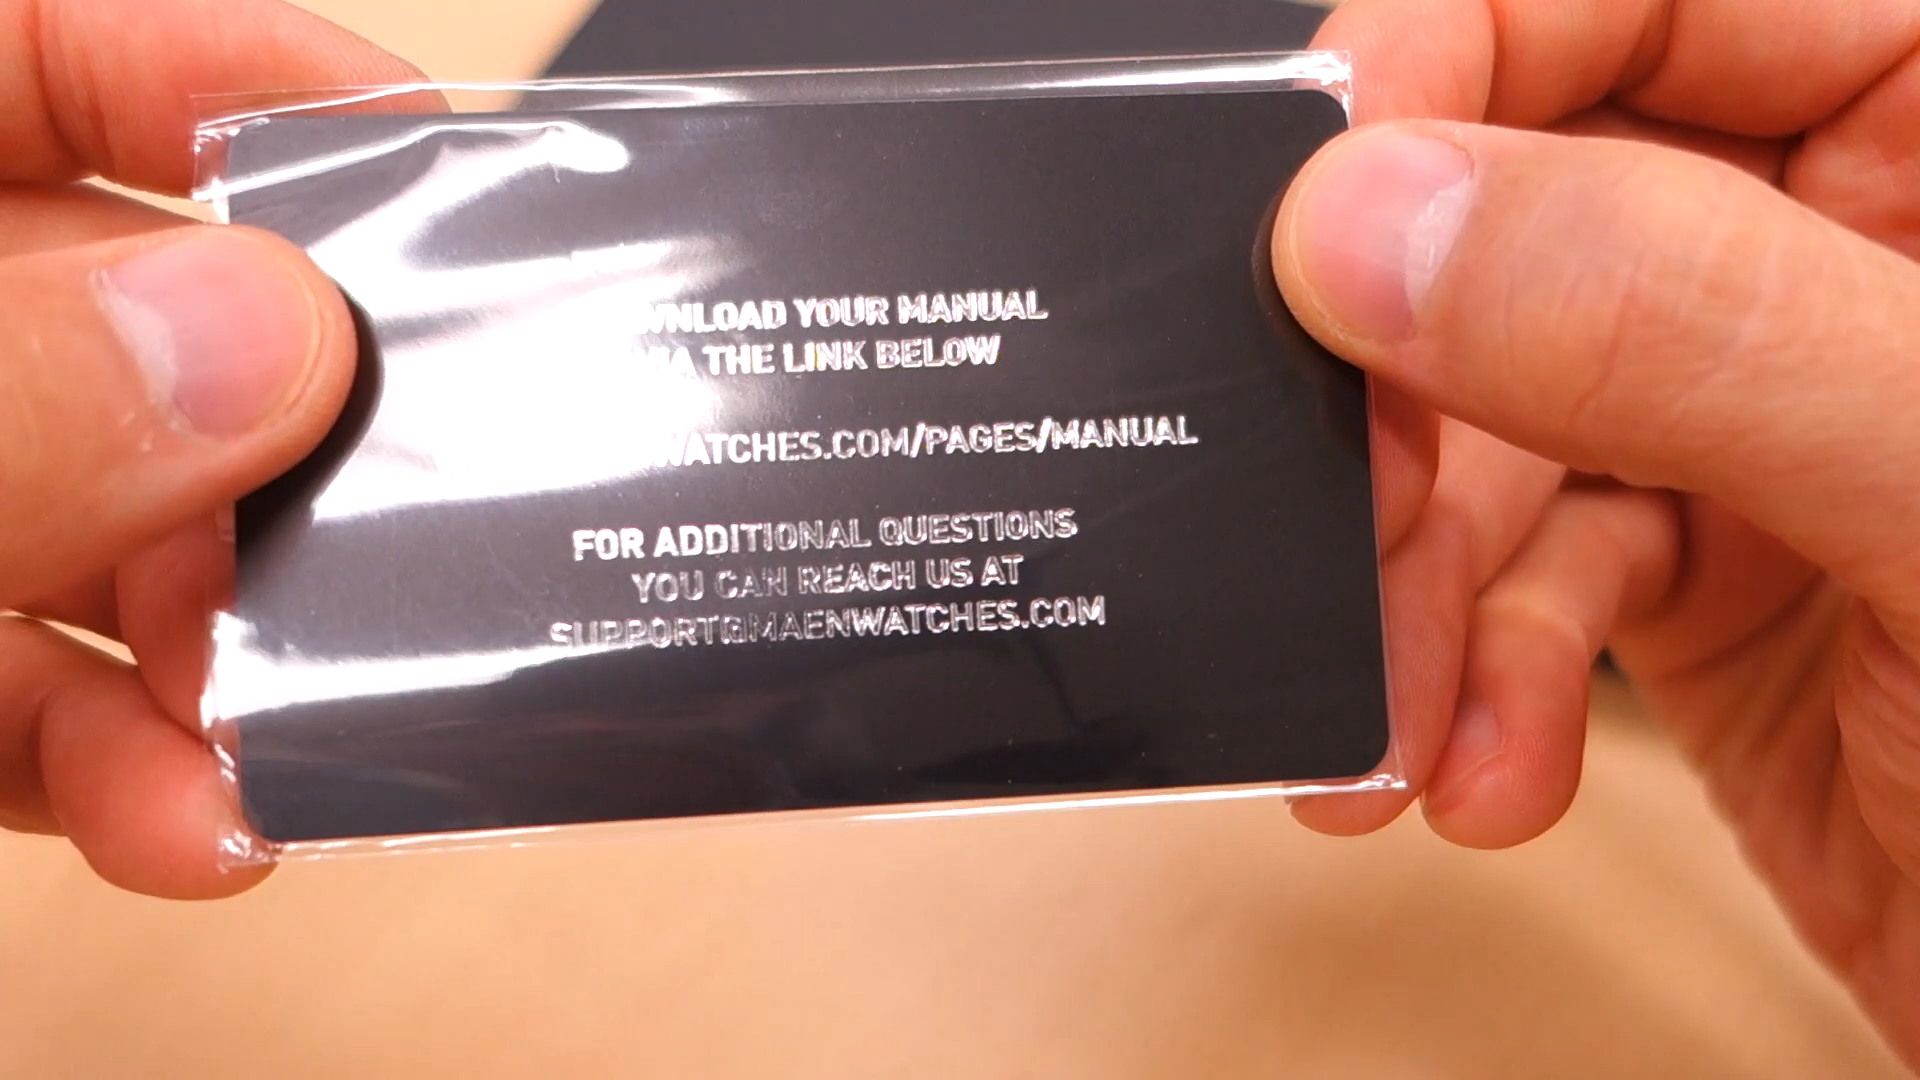 YOUR MANUAL
VIA THE LINK BELOW
WATCHES.COM/PAGES/MANUAL
FOR ADDITIONAL QUESTIONS
YOU CAN REACH US AT
SUPPORT@MAENWATCHES.COM